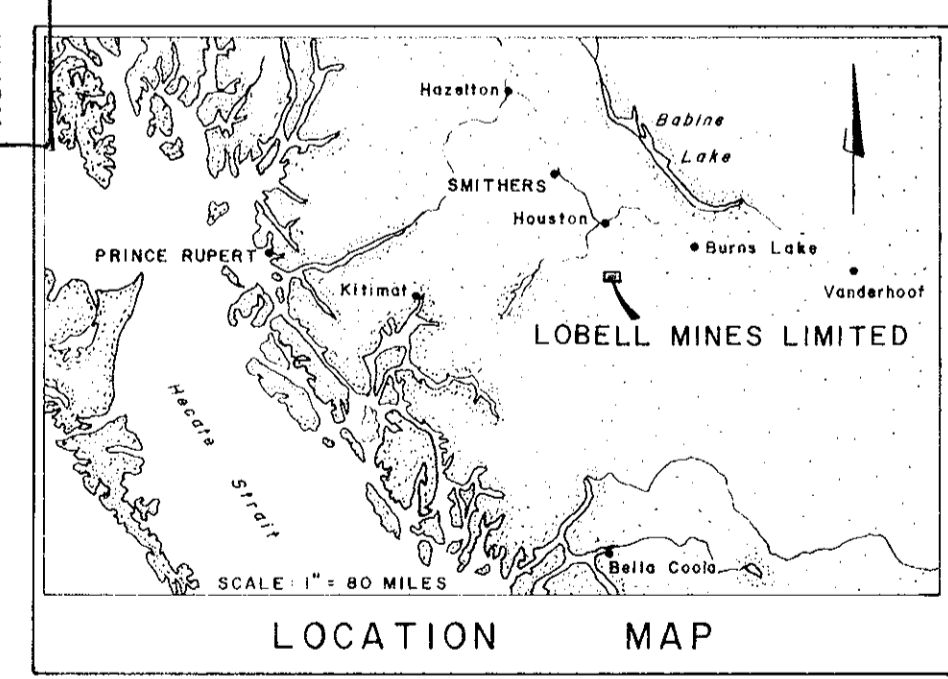 Hazelton
Babine
Lake
SMITHERS
Houston
Burns Lake
PRINCE RUPERT
Kitimat
Vanderhoof
LOBELL MINES LIMITED
Hecate
Strait
Bella Coola
SCALE: 1" = 80 MILES
LOCATION MAP